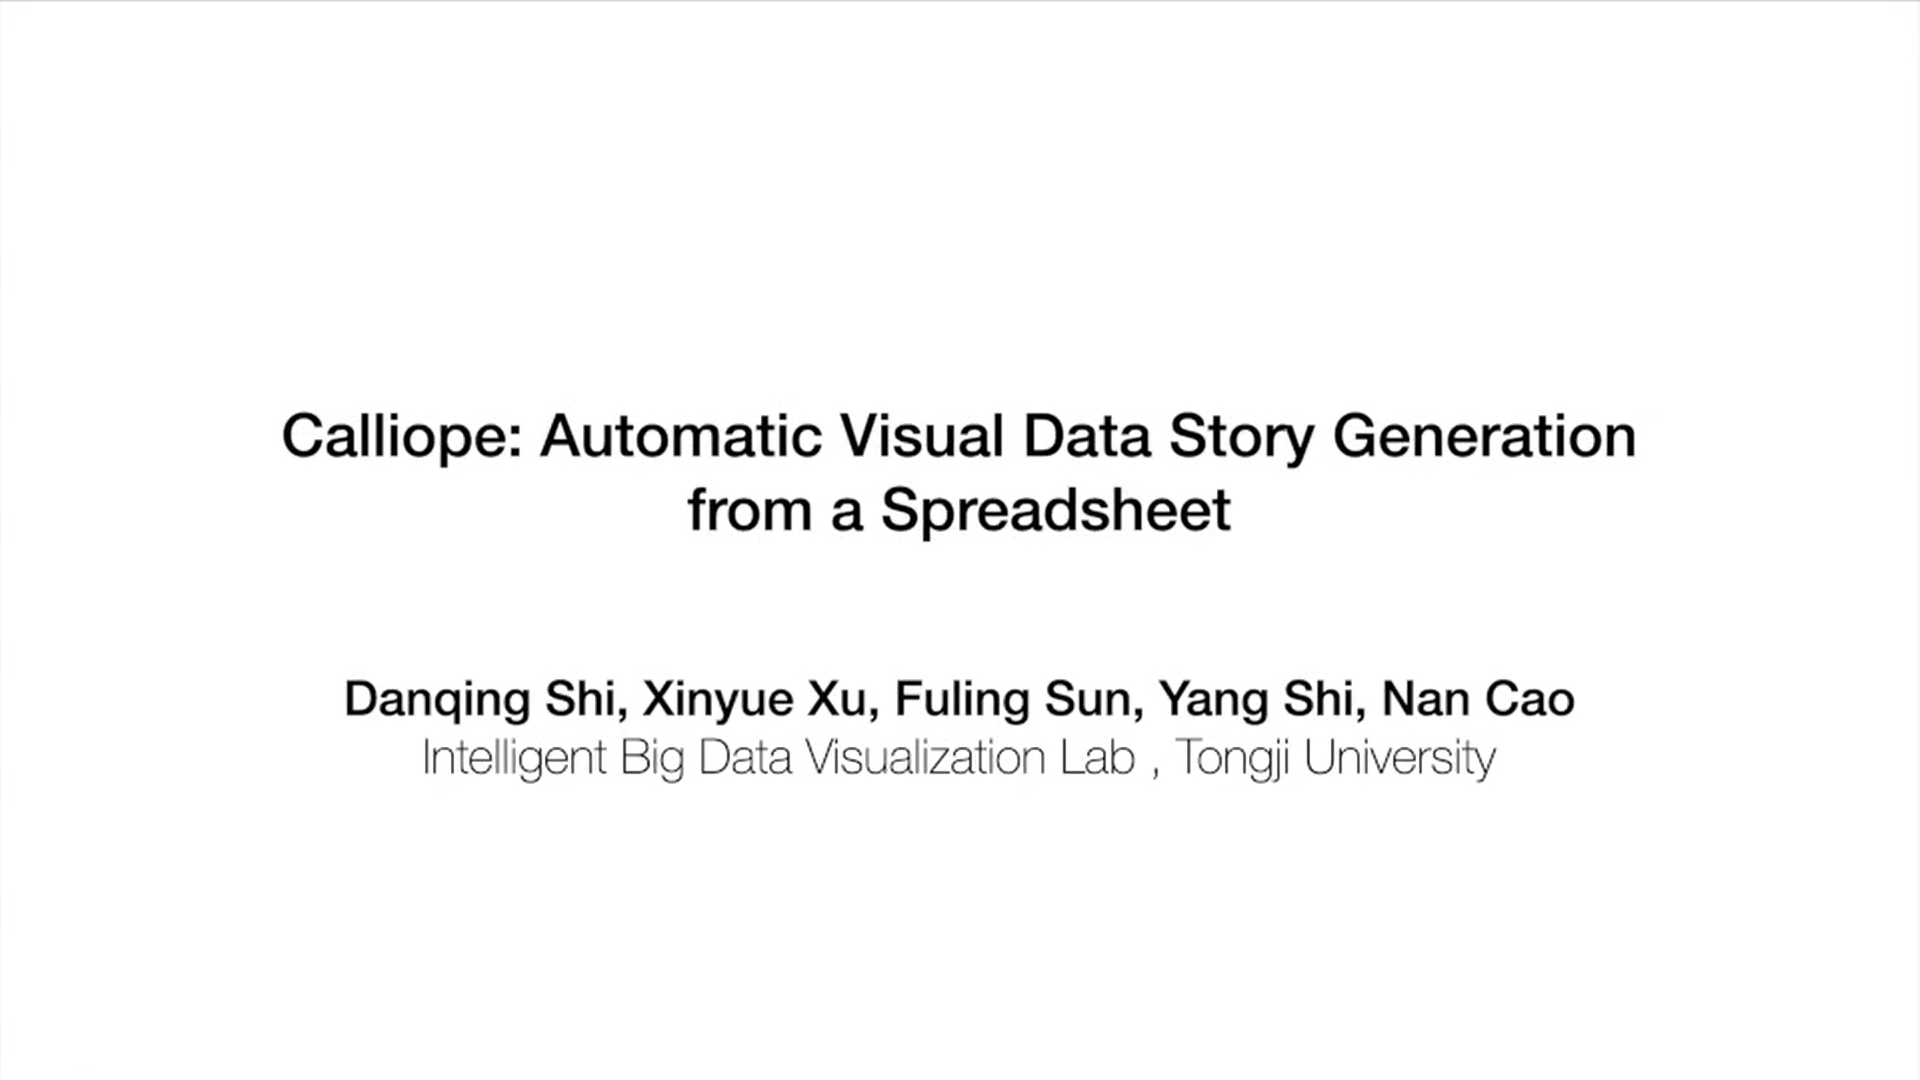 Calliope: Automatic Visual Data Story Generation
from a Spreadsheet
Danqing Shi, Xinyue Xu, Fuling Sun, Yang Shi, Nan Cao
Intelligent Big Data Visualization Lab , Tongji University